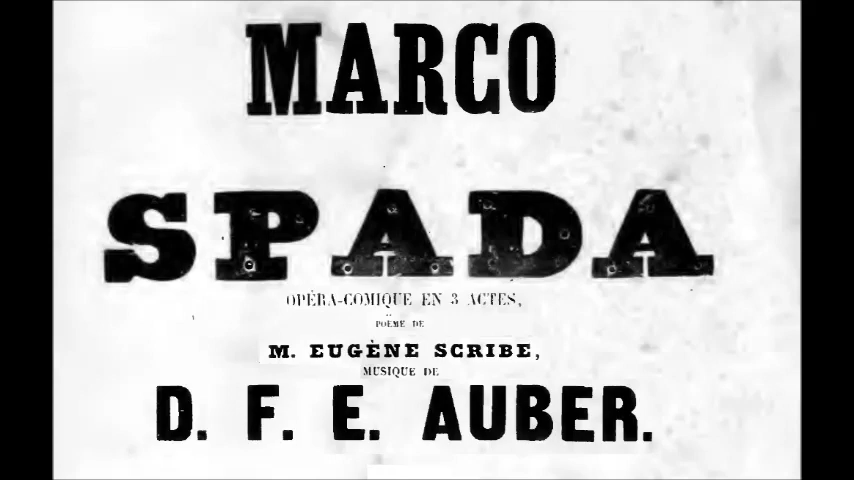 MARCO
SPADA
OPÉRA-COMIQUE EN 3 ACTES,
POÈME DE
M. EUGÈNE SCRIBE,
MUSIQUE DE
D. F. E. AUBER.